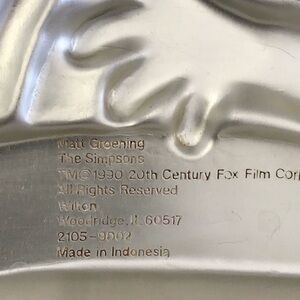 Matt Groening
The Simpsons
TM©1990 20th Century Fox Film Corp
All Rights Reserved
Wilton
Woodridge, IL 60517
2105-9002
Made in Indonesia